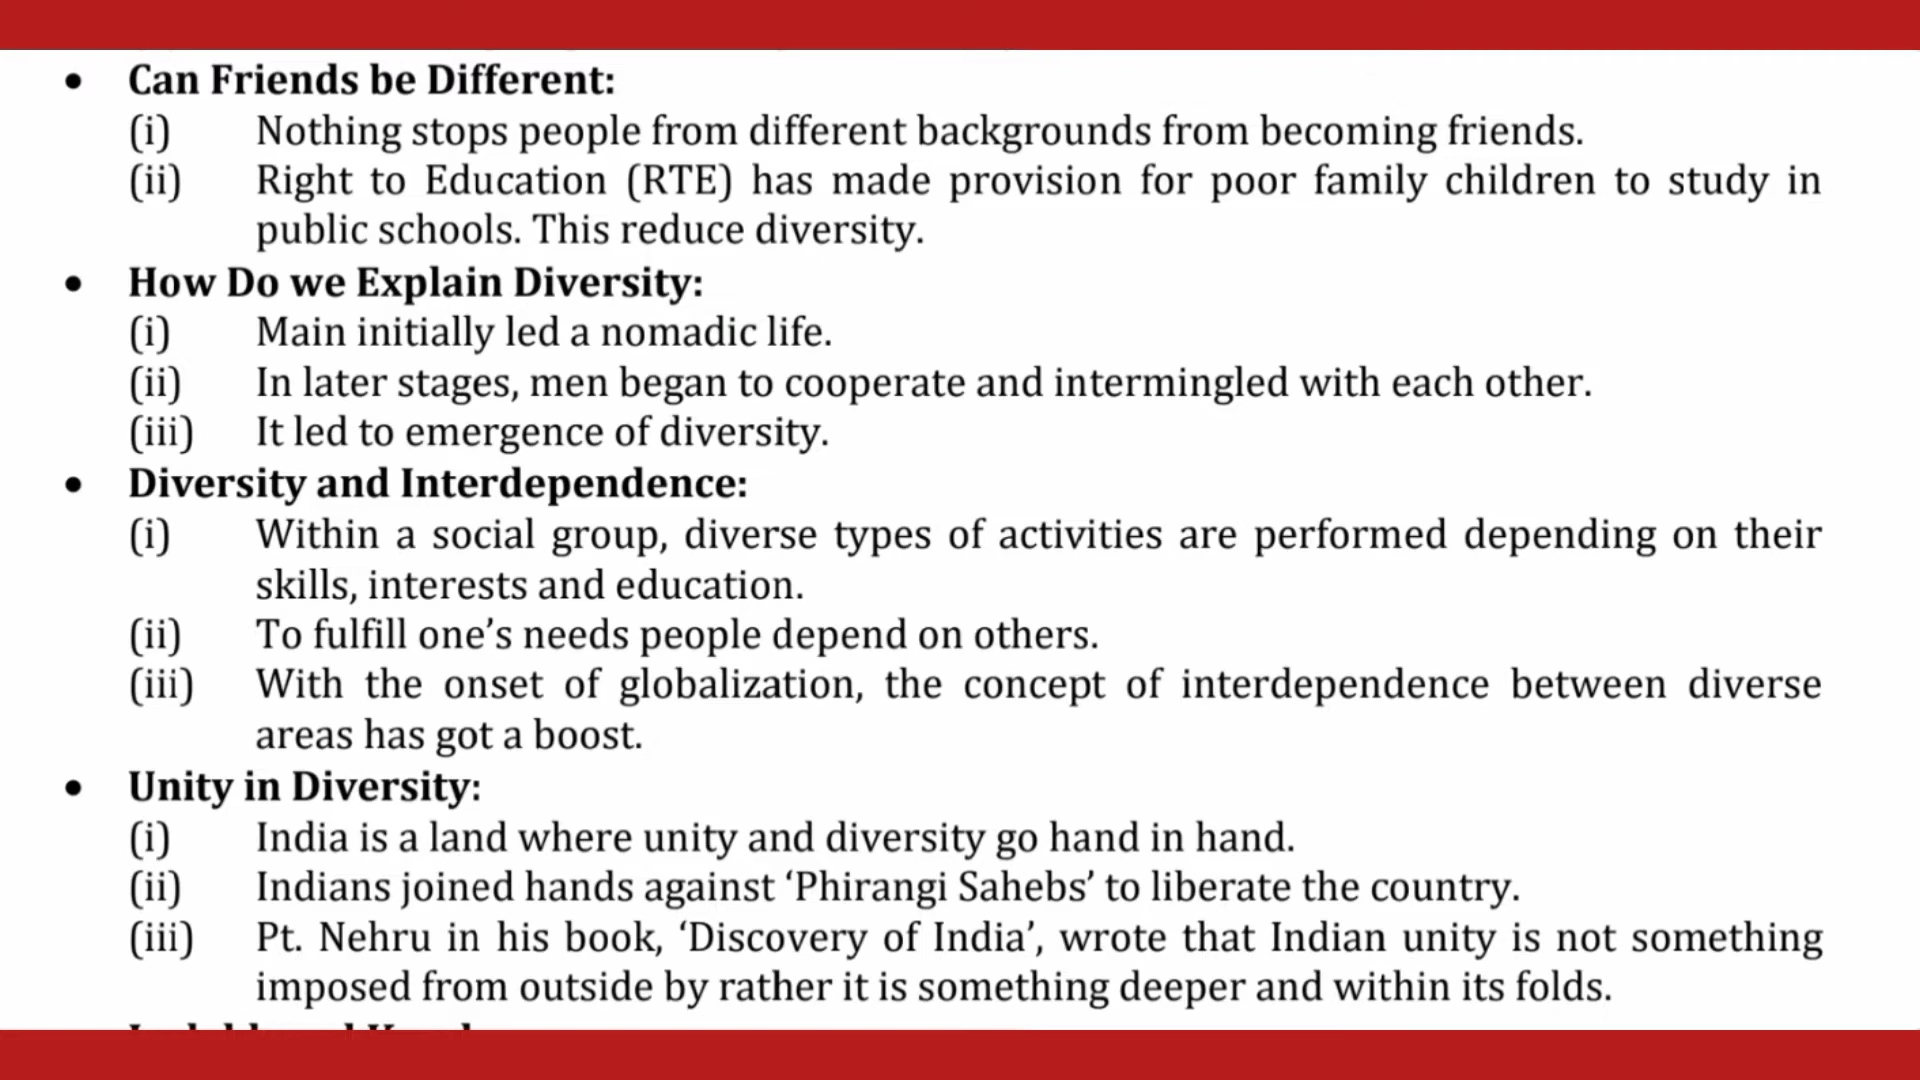 • Can Friends be Different:
(i) Nothing stops people from different backgrounds from becoming friends.
(ii) Right to Education (RTE) has made provision for poor family children to study in
public schools. This reduce diversity.
• How Do we Explain Diversity:
(i) Main initially led a nomadic life.
(ii) In later stages, men began to cooperate and intermingled with each other.
(iii) It led to emergence of diversity.
• Diversity and Interdependence:
(i) Within a social group, diverse types of activities are performed depending on their
skills, interests and education.
(ii) To fulfill one’s needs people depend on others.
(iii) With the onset of globalization, the concept of interdependence between diverse
areas has got a boost.
• Unity in Diversity:
(i) India is a land where unity and diversity go hand in hand.
(ii) Indians joined hands against ‘Phirangi Sahebs’ to liberate the country.
(iii) Pt. Nehru in his book, ‘Discovery of India’, wrote that Indian unity is not something
imposed from outside by rather it is something deeper and within its folds.